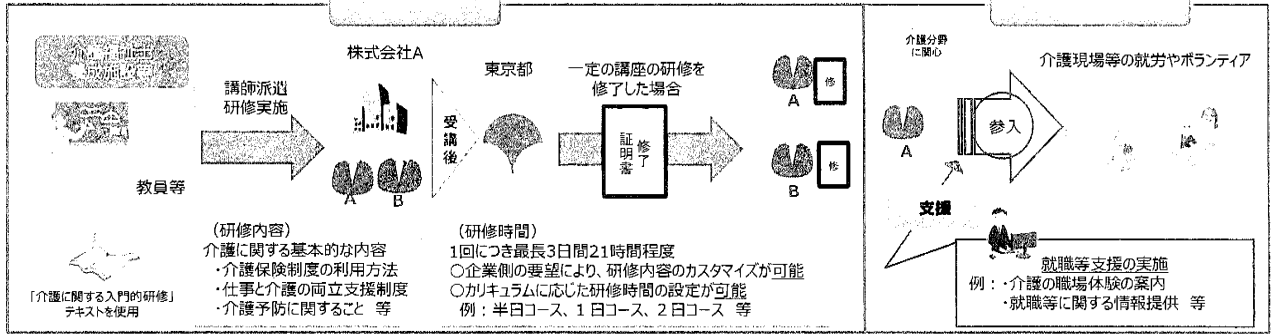 株式会社A
講師派遣
研修実施
教員等
「介護に関する入門的研修」
テキストを使用
A
B
受講後
東京都
一定の講座の研修を
修了した場合
修了
証明書
A
修
B
修
（研修内容）
介護に関する基本的な内容
・介護保険制度の利用方法
・仕事と介護の両立支援制度
・介護予防に関すること 等
（研修時間）
1回につき最長3日間21時間程度
○企業側の要望により、研修内容のカスタマイズが可能
○カリキュラムに応じた研修時間の設定が可能
例：半日コース、1日コース、2日コース 等
介護分野
に関心
介護現場等の就労やボランティア
A
参入
支援
就職等支援の実施
例：・介護の職場体験の案内
・就職等に関する情報提供 等